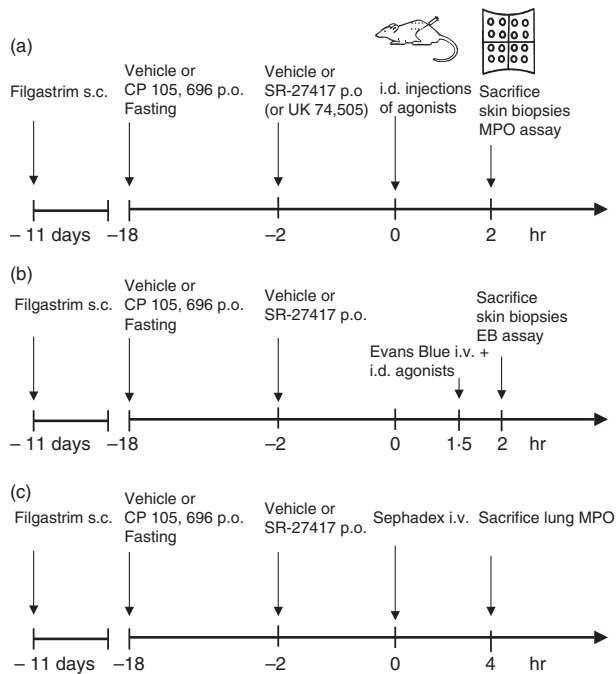 (a)
Filgastrim s.c.
Vehicle or
CP 105, 696 p.o.
Fasting
Vehicle or
SR-27417 p.o
(or UK 74,505)
i.d. injections
of agonists
Sacrifice
skin biopsies
MPO assay
– 11 days
–18
–2
0
2
hr
(b)
Filgastrim s.c.
Vehicle or
CP 105, 696 p.o.
Fasting
Vehicle or
SR-27417 p.o.
Evans Blue i.v. +
i.d. agonists
Sacrifice
skin biopsies
EB assay
– 11 days
–18
–2
0
1·5
2
hr
(c)
Filgastrim s.c.
Vehicle or
CP 105, 696 p.o.
Fasting
Vehicle or
SR-27417 p.o.
Sephadex i.v.
Sacrifice lung MPO
– 11 days
–18
–2
0
4
hr